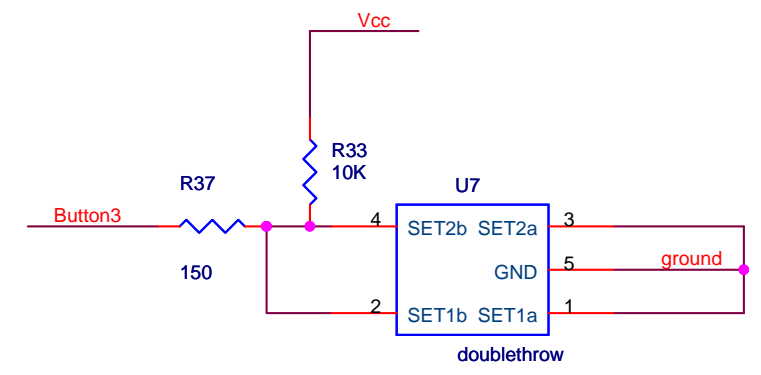 Vcc
R33
10K
R37
U7
Button3
4
SET2b
SET2a
3
GND
5
ground
150
2
SET1b
SET1a
1
doublethrow